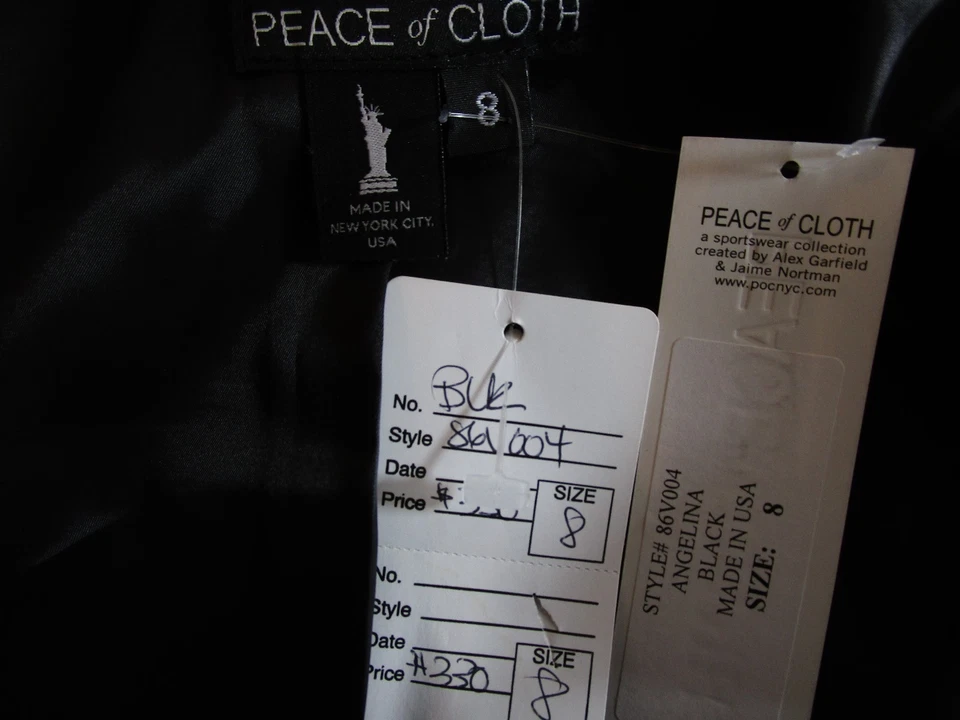 PEACE of CLOTH
8
MADE IN
NEW YORK CITY,
USA
PEACE of CLOTH
a sportswear collection
created by Alex Garfield
& Jaime Nortman
www.pocnyc.com
No. BLK
Style 86V004
Date
Price $
SIZE
8
No.
Style
Date
Price #330
SIZE
8
STYLE# 86V004
ANGELINA
BLACK
MADE IN USA
SIZE: 8